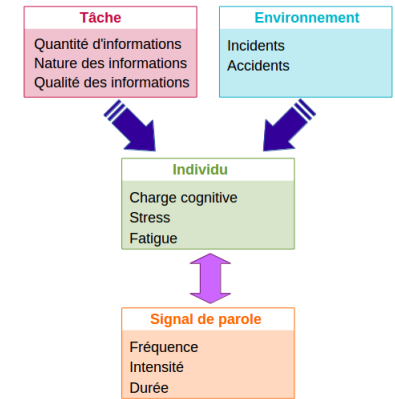 Tâche
Quantité d'informations
Nature des informations
Qualité des informations
Environnement
Incidents
Accidents
Individu
Charge cognitive
Stress
Fatigue
Signal de parole
Fréquence
Intensité
Durée